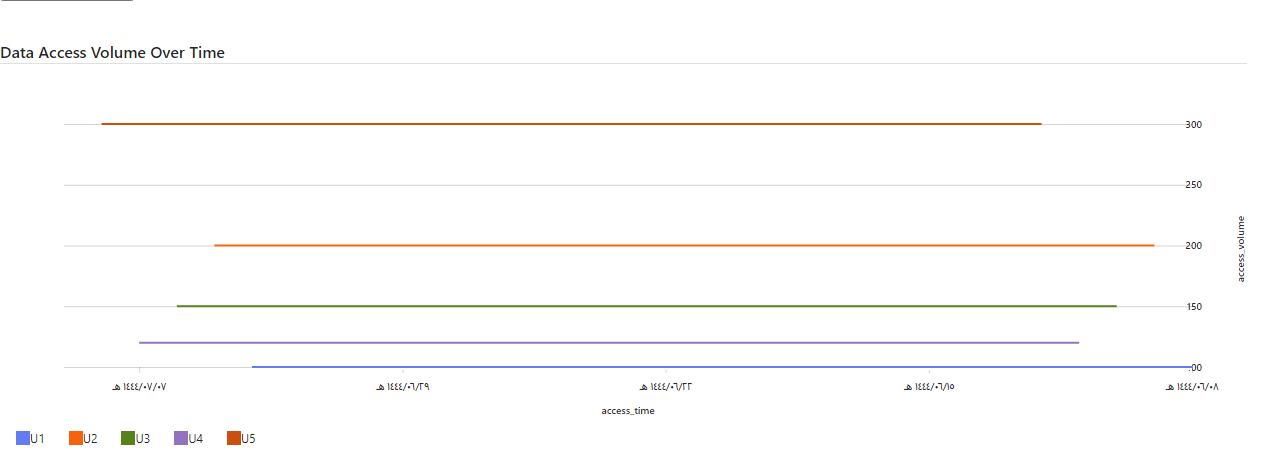 Data Access Volume Over Time
300
250
200
access_volume
150
100
١٤٤٤/٠٦/٠٨ هـ ١٤٤٤/٠٦/١٥ هـ ١٤٤٤/٠٦/٢٢ هـ ١٤٤٤/٠٦/٢٩ هـ ١٤٤٤/٠٧/٠٧ هـ
access_time
U1 U2 U3 U4 U5